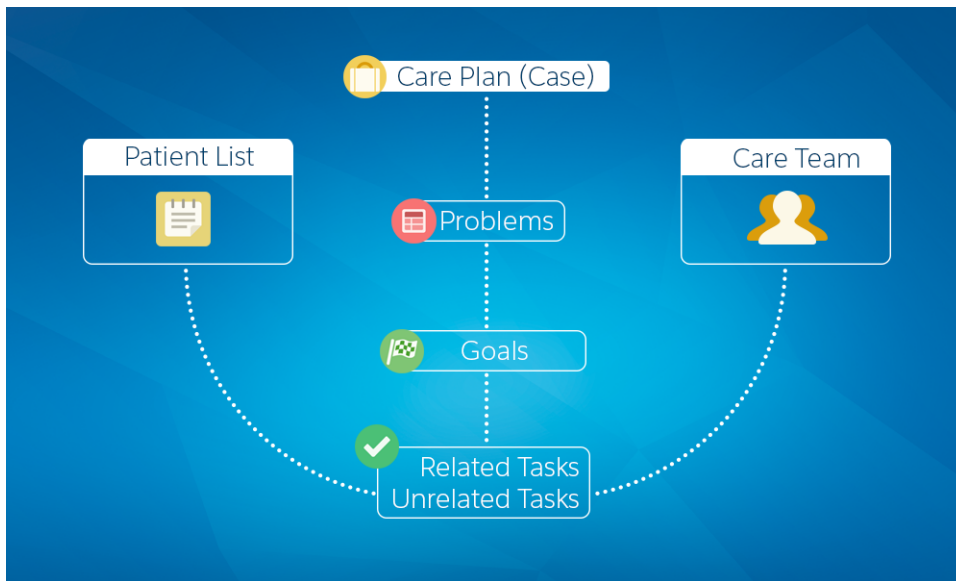 Care Plan (Case)
Patient List
Care Team
Problems
Goals
Related Tasks
Unrelated Tasks